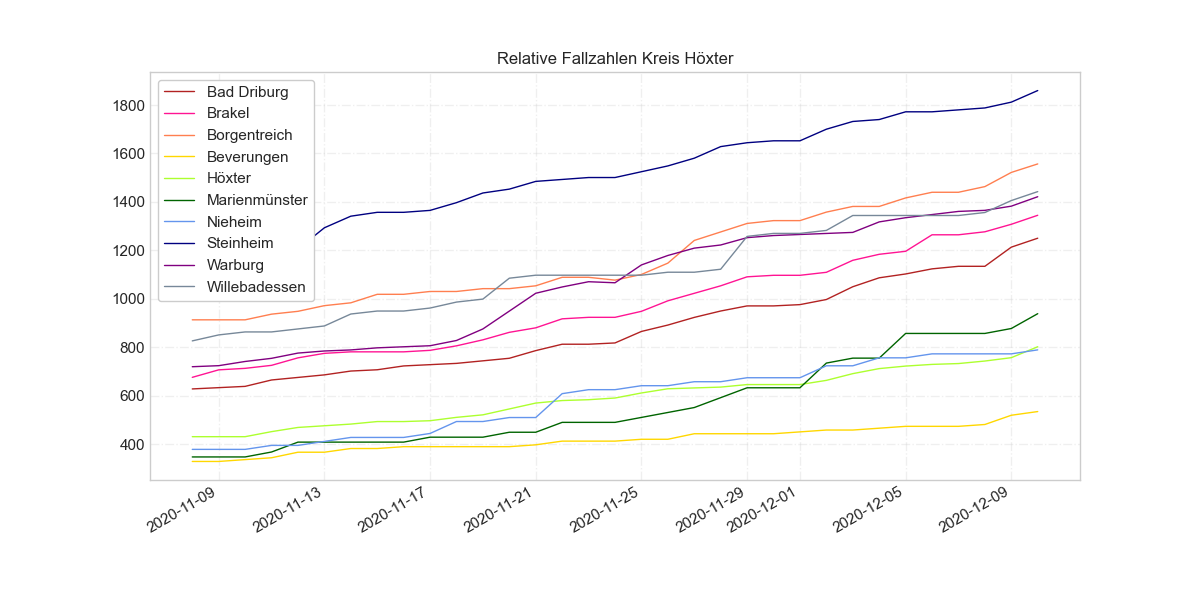 Relative Fallzahlen Kreis Höxter
Bad Driburg
Brakel
Borgentreich
Beverungen
Höxter
Marienmünster
Nieheim
Steinheim
Warburg
Willebadessen
1800
1600
1400
1200
1000
800
600
400
2020-11-09
2020-11-13
2020-11-17
2020-11-21
2020-11-25
2020-11-29
2020-12-01
2020-12-05
2020-12-09